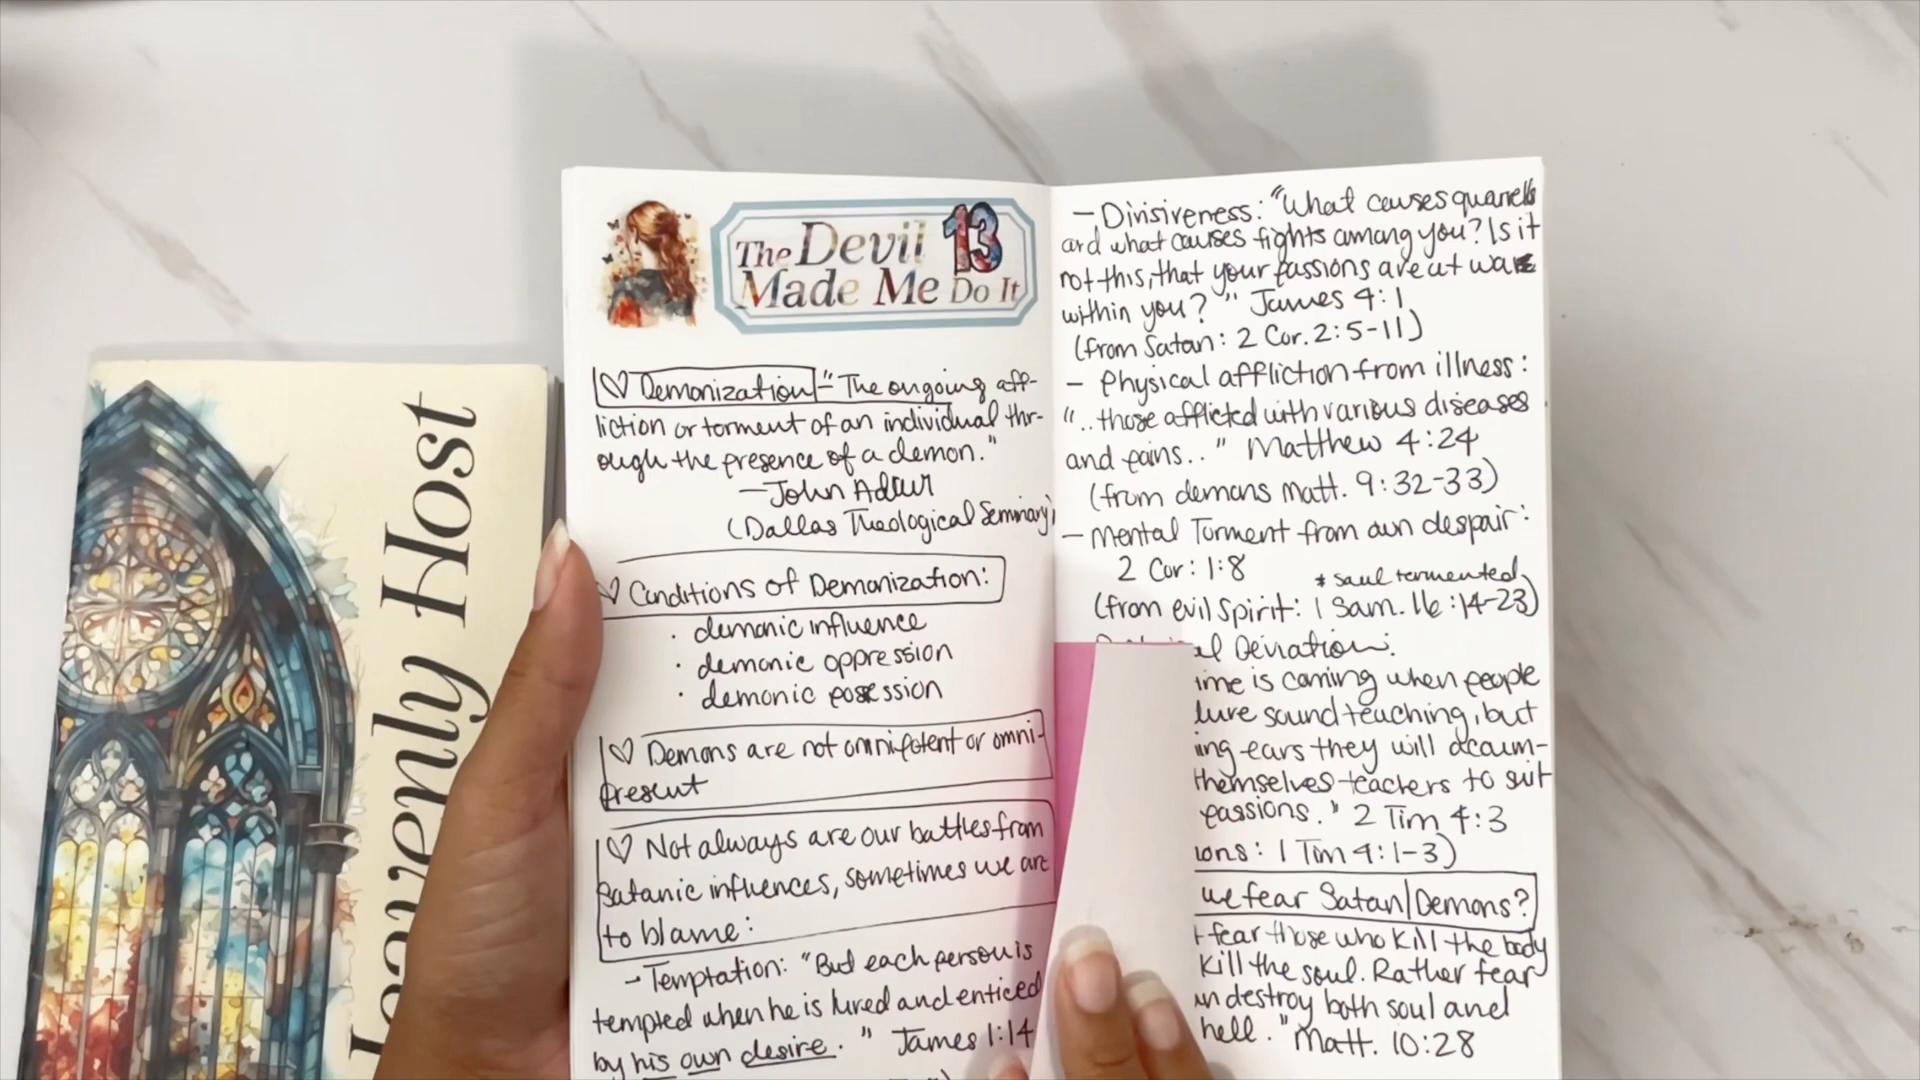 Heavenly Host
The Devil 13
Made Me Do It
Demonization - "The ongoing aff-
liction or torment of an individual thr-
ough the presence of a demon."
- John
(Dallas Theological Seminary)
Conditions of Demonization:
· demonic influence
· demonic oppression
· demonic possession
Demons are not omnipotent or omni-
present
Not always are our battles from
satanic influences, sometimes we are
to blame:
- Temptation: "But each person is
tempted when he is lured and enticed
by his own desire." James 1:14
- Divisiveness: "What causes quarrels
and what causes fights among you? Is it
not this, that your passions are at war
within you?" James 4:1
(from Satan: 2 Cor. 2:5-11)
- Physical affliction from illness:
"..those afflicted with various diseases
and pains.." Matthew 4:24
(from demons Matt. 9:32-33)
- Mental Torment from own despair:
2 Cor: 1:8
* saul tormented
(from evil spirit: 1 Sam. 16:14-23)
al Deviation:
ime is coming when people
dure sound teaching, but
ing ears they will accum-
themselves teachers to suit
passions." 2 Tim 4:3
ons: 1 Tim 4:1-3)
we fear Satan/Demons?
t fear those who kill the body
kill the soul. Rather fear
an destroy both soul and
hell." Matt. 10:28